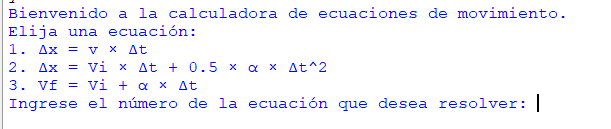 Bienvenido a la calculadora de ecuaciones de movimiento.
Elija una ecuación:
1. Δx = v × Δt
2. Δx = Vi × Δt + 0.5 × α × Δt^2
3. Vf = Vi + α × Δt
Ingrese el número de la ecuación que desea resolver: